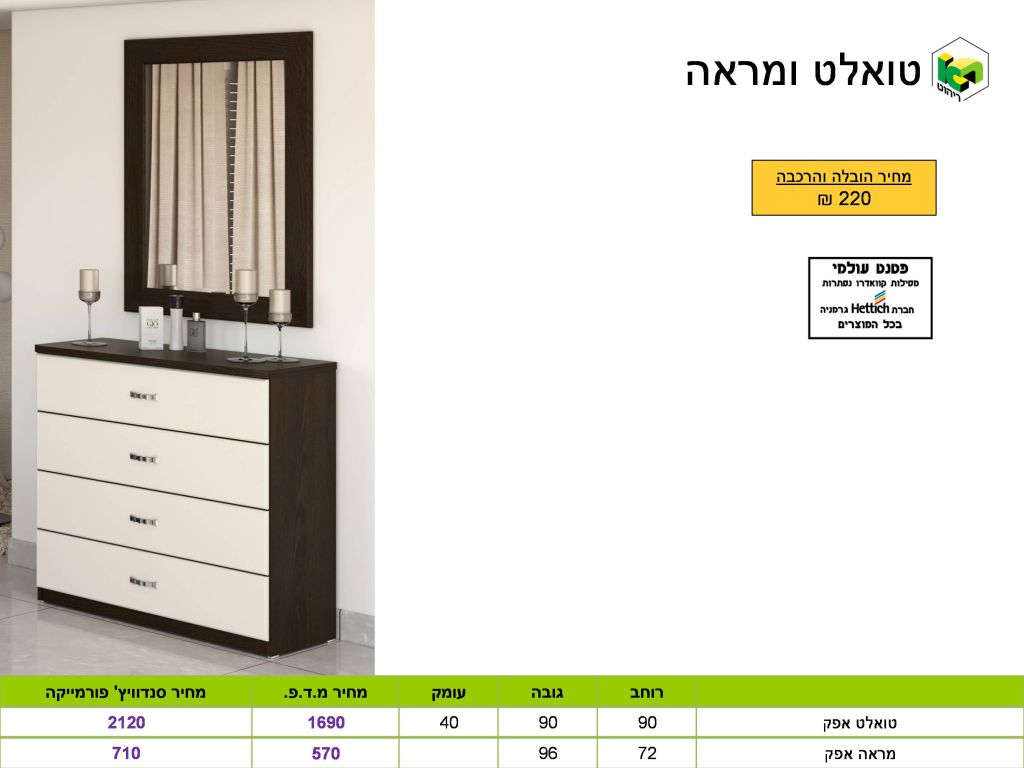 טואלט ומראה
ריהוט
מחיר הובלה והרכבה
220 ₪
פטנט עולמי
מסילות קוואדרו נסתרות
חברת Hettich גרמניה
בכל המוצרים
רוחב גובה עומק מחיר מ.ד.פ. מחיר סנדוויץ' פורמייקה
טואלט אפק 90 90 40 1690 2120
מראה אפק 72 96 570 710